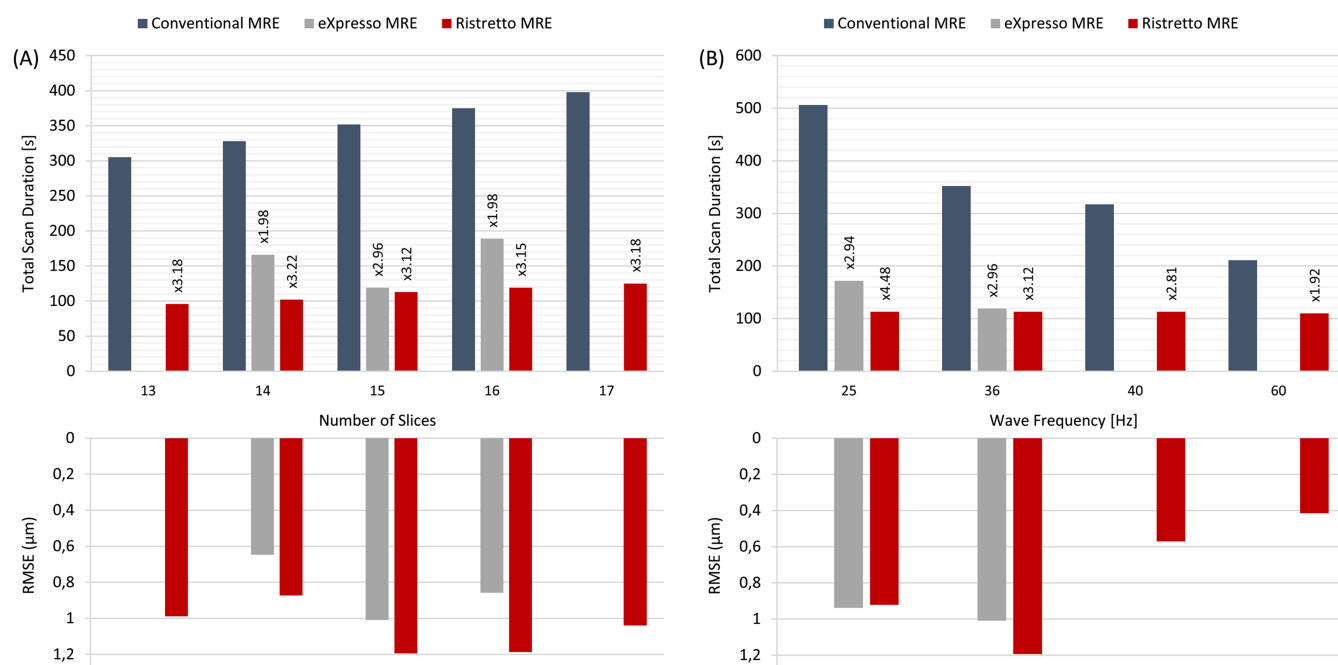 Conventional MRE eXpresso MRE Ristretto MRE
(A)
Total Scan Duration [s]
450
400
350
300
250
200
150
100
50
0
x3.18
x1.98
x3.22
x2.96
x3.12
x1.98
x3.15
x3.18
13 14 15 16 17
Number of Slices
RMSE (μm)
0
0,2
0,4
0,6
0,8
1
1,2
Conventional MRE eXpresso MRE Ristretto MRE
(B)
Total Scan Duration [s]
600
500
400
300
200
100
0
x2.94
x4.48
x2.96
x3.12
x2.81
x1.92
25 36 40 60
Wave Frequency [Hz]
RMSE (μm)
0
0,2
0,4
0,6
0,8
1
1,2